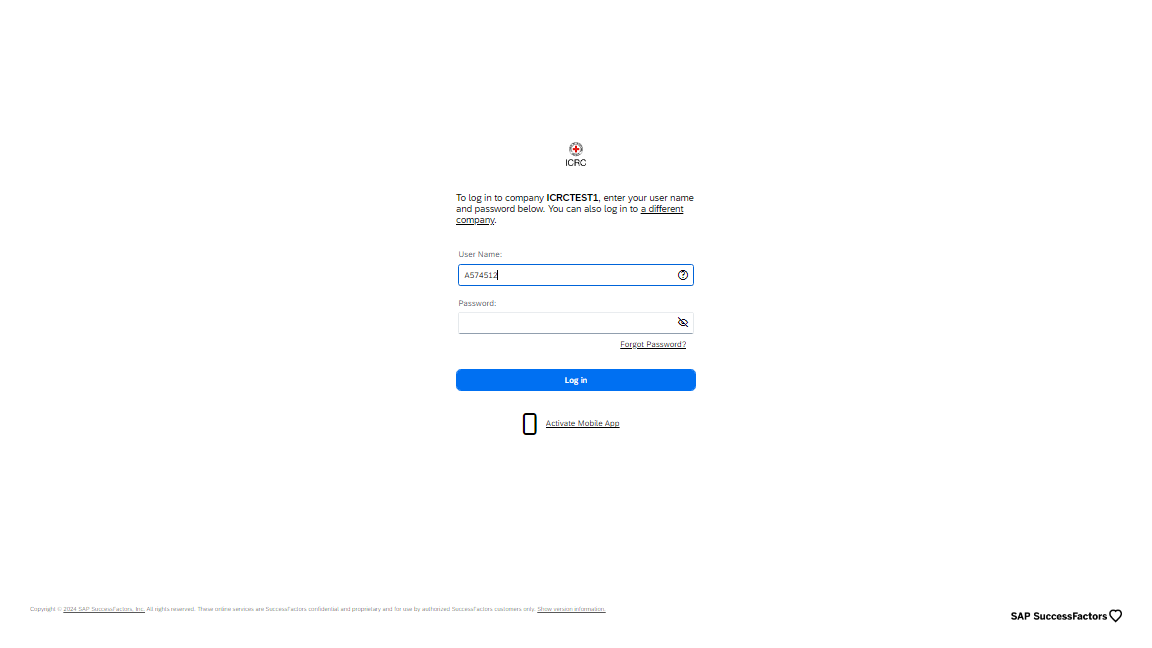 ICRC
To log in to company ICRCTEST1, enter your user name
and password below. You can also log in to a different
company.
User Name:
A574512
Password:
Forgot Password?
Log in
Activate Mobile App
Copyright © 2024 SAP SuccessFactors, Inc. All rights reserved. These online services are SuccessFactors confidential and proprietary and for use by authorized SuccessFactors customers only. Show version information.
SAP SuccessFactors